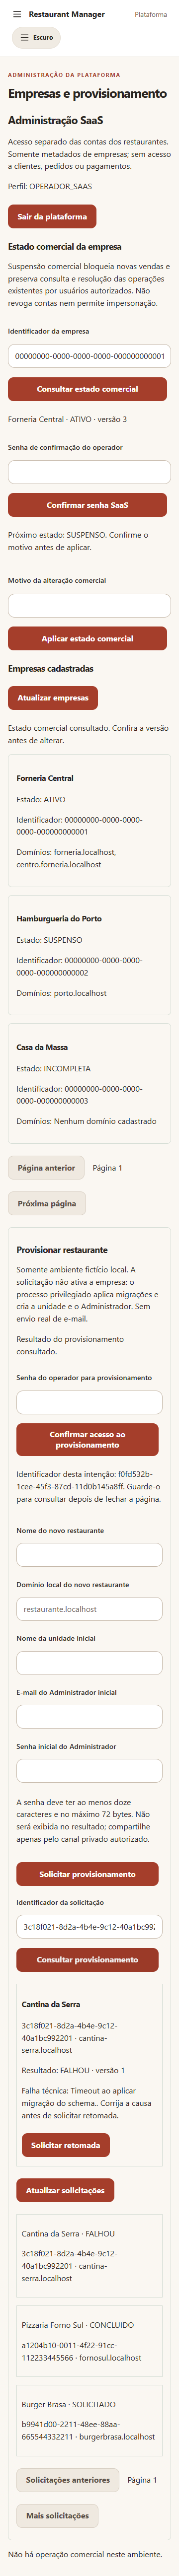 Restaurant Manager
Plataforma
Escuro
ADMINISTRAÇÃO DA PLATAFORMA
Empresas e provisionamento
Administração SaaS
Acesso separado das contas dos restaurantes.
Somente metadados de empresas; sem acesso
a clientes, pedidos ou pagamentos.
Perfil: OPERADOR_SAAS
Sair da plataforma
Estado comercial da empresa
Suspensão comercial bloqueia novas vendas e
preserva consulta e resolução das operações
existentes por usuários autorizados. Não
revoga contas nem permite impersonação.
Identificador da empresa
00000000-0000-0000-0000-000000000001
Consultar estado comercial
Forneria Central · ATIVO · versão 3
Senha de confirmação do operador
Confirmar senha SaaS
Próximo estado: SUSPENSO. Confirme o
motivo antes de aplicar.
Motivo da alteração comercial
Aplicar estado comercial
Empresas cadastradas
Atualizar empresas
Estado comercial consultado. Confira a versão
antes de alterar.
Forneria Central
Estado: ATIVO
Identificador: 00000000-0000-0000-
0000-000000000001
Domínios: forneria.localhost,
centro.forneria.localhost
Hamburgueria do Porto
Estado: SUSPENSO
Identificador: 00000000-0000-0000-
0000-000000000002
Domínios: porto.localhost
Casa da Massa
Estado: INCOMPLETA
Identificador: 00000000-0000-0000-
0000-000000000003
Domínios: Nenhum domínio cadastrado
Página anterior
Página 1
Próxima página
Provisionar restaurante
Somente ambiente fictício local. A
solicitação não ativa a empresa: o
processo privilegiado aplica migrações e
cria a unidade e o Administrador. Sem
envio real de e-mail.
Resultado do provisionamento
consultado.
Senha do operador para provisionamento
Confirmar acesso ao
provisionamento
Identificador desta intenção: f0fd532b-
1cee-45f3-87cd-11d0b145a8ff. Guarde-o
para consultar depois de fechar a página.
Nome do novo restaurante
Domínio local do novo restaurante
restaurante.localhost
Nome da unidade inicial
E-mail do Administrador inicial
Senha inicial do Administrador
A senha deve ter ao menos doze
caracteres e no máximo 72 bytes. Não
será exibida no resultado; compartilhe
apenas pelo canal privado autorizado.
Solicitar provisionamento
Identificador da solicitação
3c18f021-8d2a-4b4e-9c12-40a1bc992
Consultar provisionamento
Cantina da Serra
3c18f021-8d2a-4b4e-9c12-
40a1bc992201 · cantina-
serra.localhost
Resultado: FALHOU · versão 1
Falha técnica: Timeout ao aplicar
migração do schema.. Corrija a causa
antes de solicitar retomada.
Solicitar retomada
Atualizar solicitações
Cantina da Serra · FALHOU
3c18f021-8d2a-4b4e-9c12-
40a1bc992201 · cantina-
serra.localhost
Pizzaria Forno Sul · CONCLUIDO
a1204b10-0011-4f22-91cc-
112233445566 · fornosul.localhost
Burger Brasa · SOLICITADO
b9941d00-2211-48ee-88aa-
665544332211 · burgerbrasa.localhost
Solicitações anteriores
Página 1
Mais solicitações
Não há operação comercial neste ambiente.